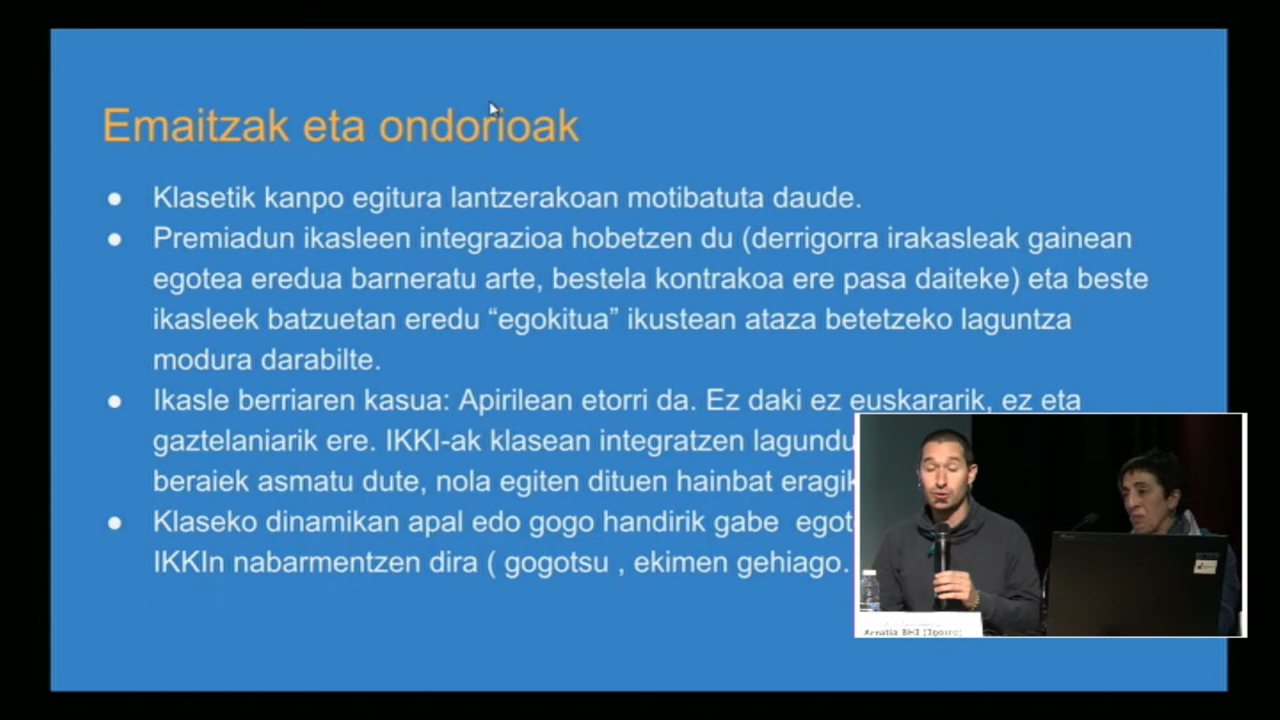 Emaitzak eta ondorioak
● Klasetik kanpo egitura lantzerakoan motibatuta daude.
● Premiadun ikasleen integrazioa hobetzen du (derrigorra irakasleak gainean
egotea eredua barneratu arte, bestela kontrakoa ere pasa daiteke) eta beste
ikasleek batzuetan eredu “egokitua” ikustean ataza betetzeko laguntza
modura darabilte.
● Ikasle berriaren kasua: Apirilean etorri da. Ez daki ez euskararik, ez eta
gaztelaniarik ere. IKKI-ak klasean integratzen lagundu
beraiek asmatu dute, nola egiten dituen hainbat eragik
● Klaseko dinamikan apal edo gogo handirik gabe egot
IKKIn nabarmentzen dira ( gogotsu , ekimen gehiago.
Arratia BHI (Igorre)